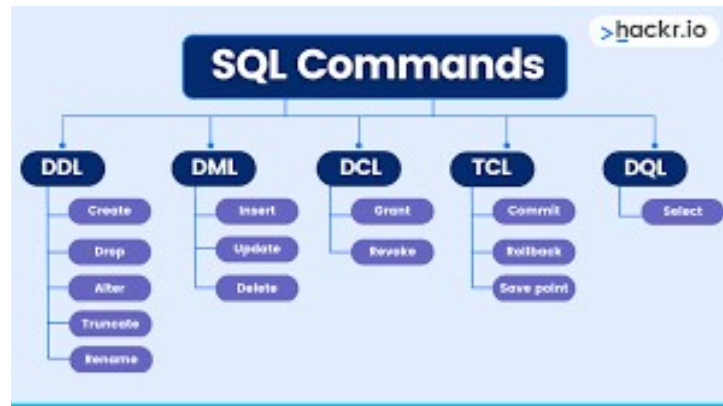 >hackr.io
SQL Commands
DDL
DML
DCL
TCL
DQL
Create
Insert
Grant
Commit
Select
Drop
Update
Revoke
Rollback
Alter
Delete
Save point
Truncate
Rename